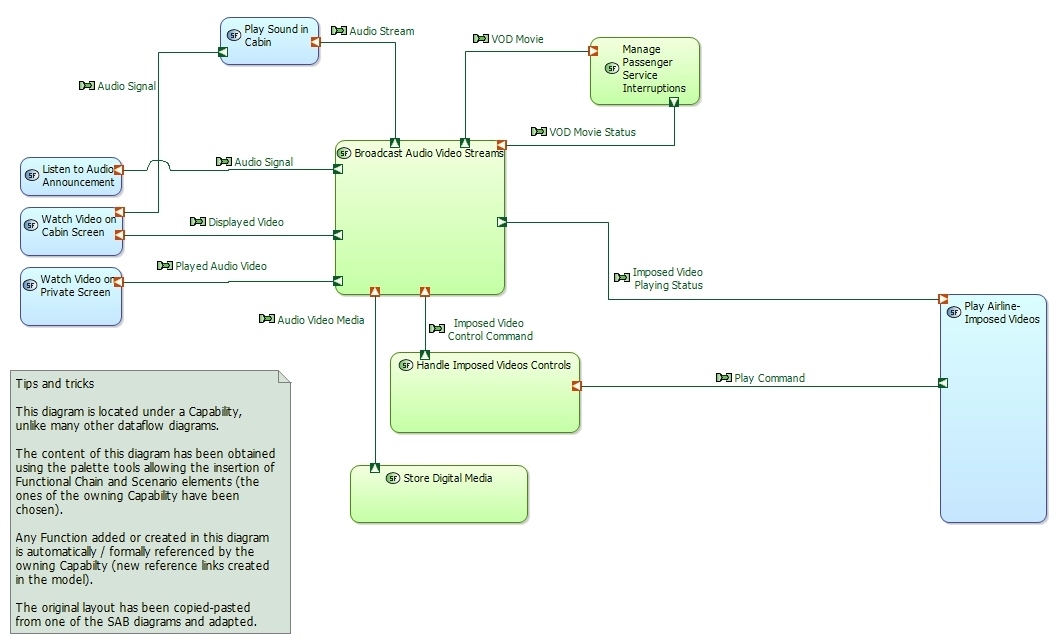 Play Sound in
Cabin
Audio Stream
VOD Movie
Manage
Passenger
Service
Interruptions
Audio Signal
VOD Movie Status
Broadcast Audio Video Streams
Listen to Audio
Announcement
Audio Signal
Watch Video on
Cabin Screen
Displayed Video
Watch Video on
Private Screen
Played Audio Video
Imposed Video
Playing Status
Play Airline-
Imposed Videos
Audio Video Media
Imposed Video
Control Command
Handle Imposed Videos Controls
Play Command
Store Digital Media
Tips and tricks
This diagram is located under a Capability,
unlike many other dataflow diagrams.
The content of this diagram has been obtained
using the palette tools allowing the insertion of
Functional Chain and Scenario elements (the
ones of the owning Capability have been
chosen).
Any Function added or created in this diagram
is automatically / formally referenced by the
owning Capabilty (new reference links created
in the model).
The original layout has been copied-pasted
from one of the SAB diagrams and adapted.
SF
SF
SF
SF
SF
SF
SF
SF
SF